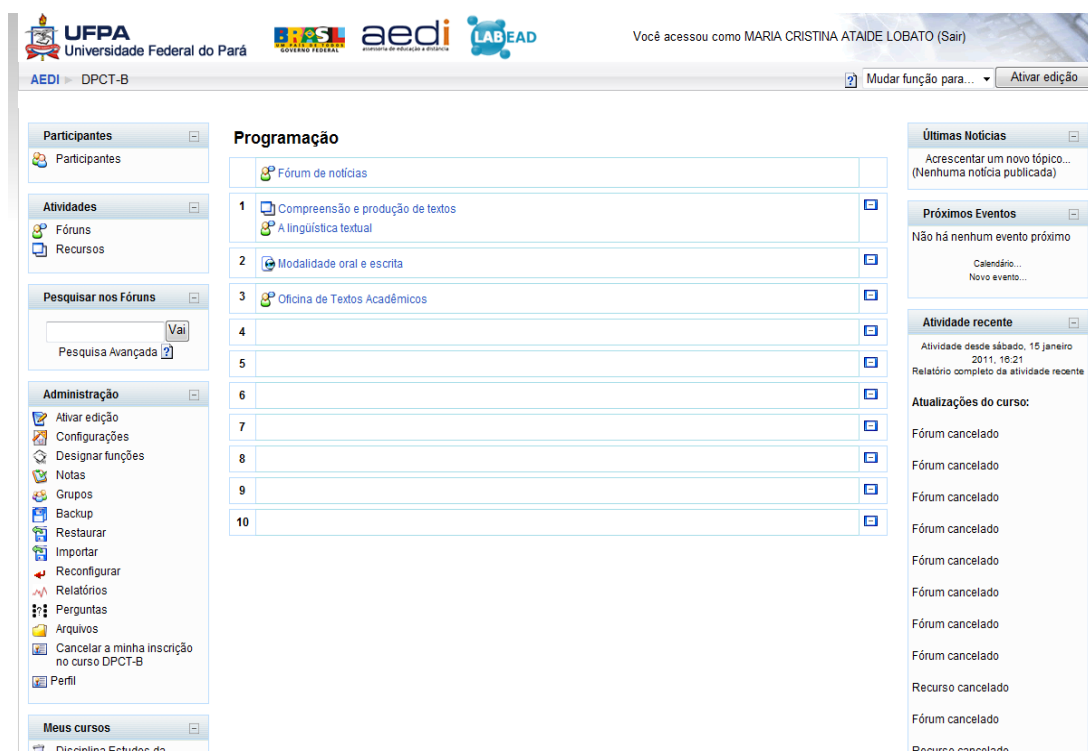 UFPA
Universidade Federal do Pará
BRASIL
UM PAÍS DE TODOS
GOVERNO FEDERAL
aedi
assessoria de educação a distância
LABEAD
Você acessou como MARIA CRISTINA ATAIDE LOBATO (Sair)
AEDI ► DPCT-B
? Mudar função para... Ativar edição
Participantes
Participantes
Atividades
Fóruns
Recursos
Pesquisar nos Fóruns
Vai
Pesquisa Avançada ?
Administração
Ativar edição
Configurações
Designar funções
Notas
Grupos
Backup
Restaurar
Importar
Reconfigurar
Relatórios
Perguntas
Arquivos
Cancelar a minha inscrição
no curso DPCT-B
Perfil
Meus cursos
Disciplina Estudos da
Programação
Fórum de notícias
1 Compreensão e produção de textos
A lingüística textual
2 Modalidade oral e escrita
3 Oficina de Textos Acadêmicos
4
5
6
7
8
9
10
Últimas Notícias
Acrescentar um novo tópico...
(Nenhuma notícia publicada)
Próximos Eventos
Não há nenhum evento próximo
Calendário...
Novo evento...
Atividade recente
Atividade desde sábado, 15 janeiro
2011, 16:21
Relatório completo da atividade recente
Atualizações do curso:
Fórum cancelado
Fórum cancelado
Fórum cancelado
Fórum cancelado
Fórum cancelado
Fórum cancelado
Fórum cancelado
Fórum cancelado
Recurso cancelado
Fórum cancelado
Recurso cancelado